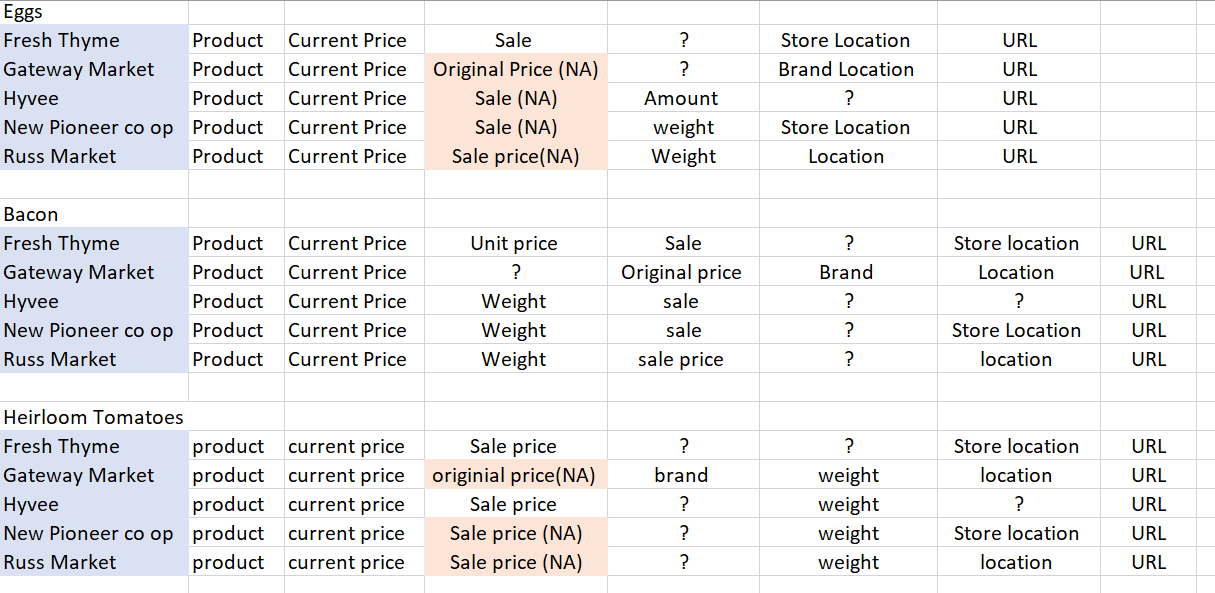 Eggs
Fresh Thyme Product Current Price Sale ? Store Location URL
Gateway Market Product Current Price Original Price (NA) ? Brand Location URL
Hyvee Product Current Price Sale (NA) Amount ? URL
New Pioneer co op Product Current Price Sale (NA) weight Store Location URL
Russ Market Product Current Price Sale price(NA) Weight Location URL
Bacon
Fresh Thyme Product Current Price Unit price Sale ? Store location URL
Gateway Market Product Current Price ? Original price Brand Location URL
Hyvee Product Current Price Weight sale ? ? URL
New Pioneer co op Product Current Price Weight sale ? Store Location URL
Russ Market Product Current Price Weight sale price ? location URL
Heirloom Tomatoes
Fresh Thyme product current price Sale price ? ? Store location URL
Gateway Market product current price originial price(NA) brand weight location URL
Hyvee product current price Sale price ? weight ? URL
New Pioneer co op product current price Sale price (NA) ? weight Store location URL
Russ Market product current price Sale price (NA) ? weight location URL